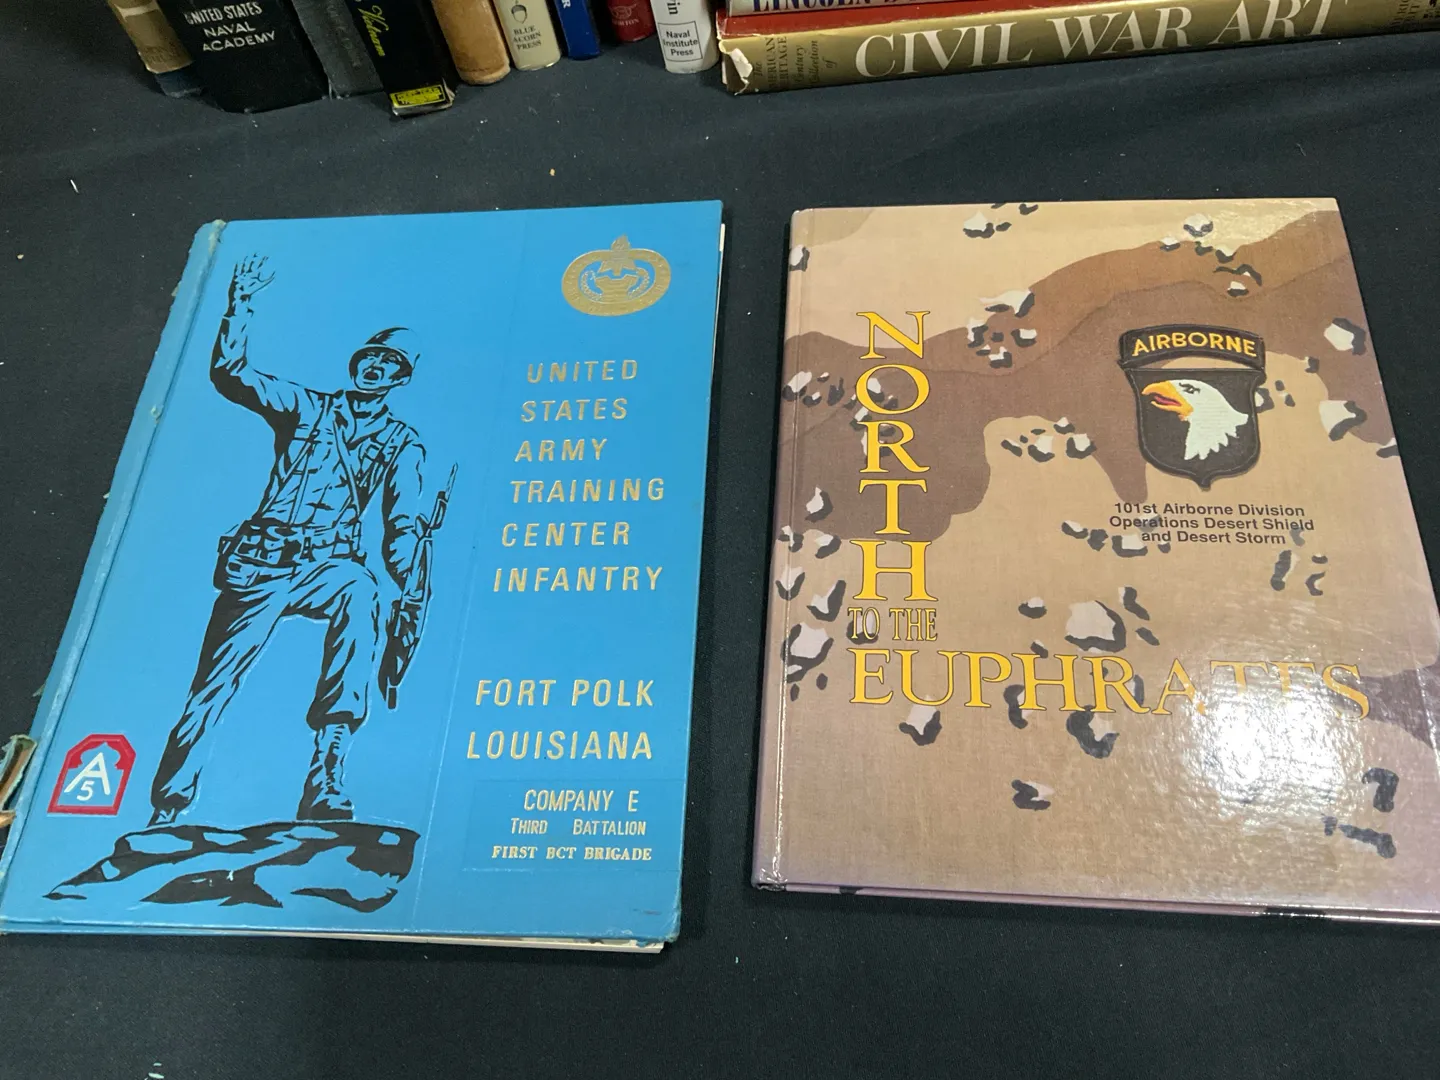 UNITED STATES
NAVAL
ACADEMY
BLUE
ACORN
PRESS
Naval
Institute
Press
CIVIL WAR ART
UNITED
STATES
ARMY
TRAINING
CENTER
INFANTRY
FORT POLK
LOUISIANA
COMPANY E
THIRD BATTALION
FIRST BCT BRIGADE
A
5
NORTH
TO THE
EUPHRATES
AIRBORNE
101st Airborne Division
Operations Desert Shield
and Desert Storm